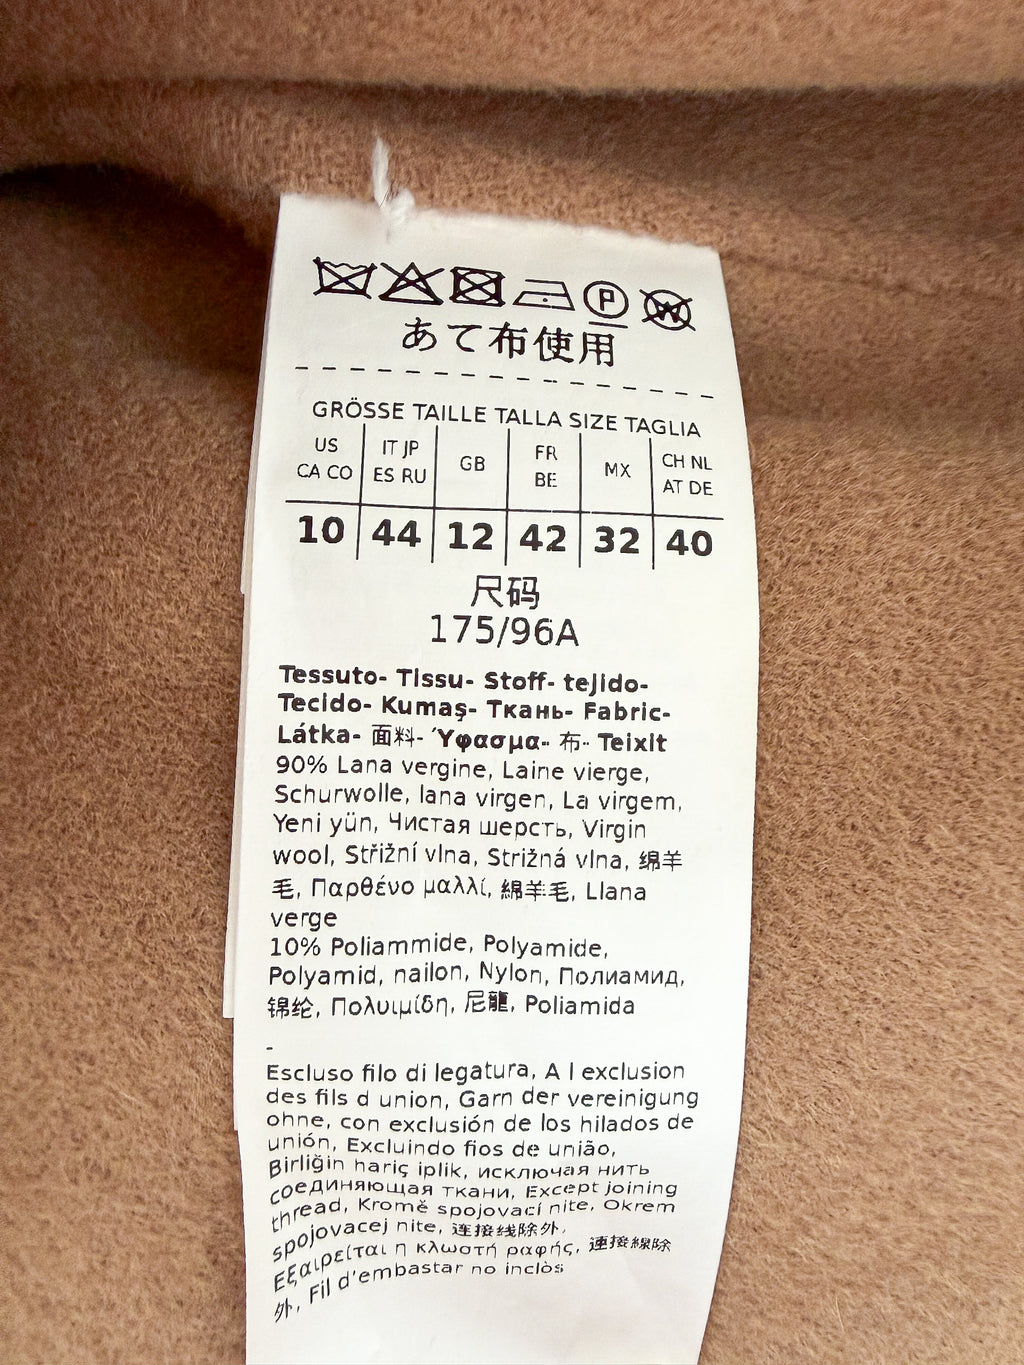 P W
あて布使用
GRÖSSE TAILLE TALLA SIZE TAGLIA
US CA CO IT JP ES RU GB FR BE MX CH NL AT DE
10 44 12 42 32 40
尺码
175/96A
Tessuto- Tissu- Stoff- tejido-
Tecido- Kumaş- Ткань- Fabric-
Látka- 面料- Ύφασμα- 布- Teixit
90% Lana vergine, Laine vierge,
Schurwolle, lana virgen, La virgem,
Yeni yün, Чистая шерсть, Virgin
wool, Střižní vlna, Strižná vlna, 绵羊
毛, Παρθένο μαλλί, 綿羊毛, Llana
verge
10% Poliammide, Polyamide,
Polyamid, nailon, Nylon, Полиамид,
锦纶, Πολυιμίδη, 尼龍, Poliamida
-
Escluso filo di legatura, A l exclusion
des fils d union, Garn der vereinigung
ohne, con exclusión de los hilados de
unión, Excluindo fios de união,
Birliğin hariç iplik, исключая нить
соединяющая ткани, Except joining
thread, Kromě spojovací nite, Okrem
spojovacej nite, 连接线除外,
Εξαιρείται η κλωστή ραφής, 連接線除
外, Fil d'embastar no inclòs